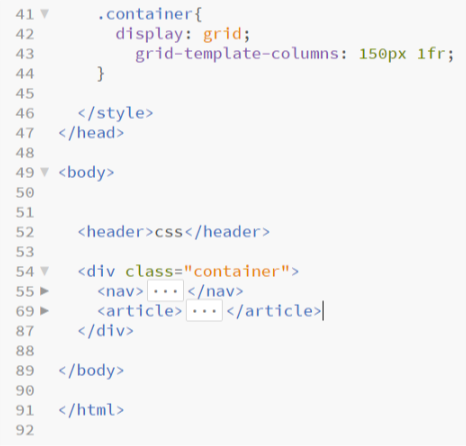 41 .container{
42 display: grid;
43 grid-template-columns: 150px 1fr;
44 }
45
46 </style>
47 </head>
48
49 <body>
50
51
52 <header>css</header>
53
54 <div class="container">
55 <nav>...</nav>
69 <article>...</article>
87 </div>
88
89 </body>
90
91 </html>
92